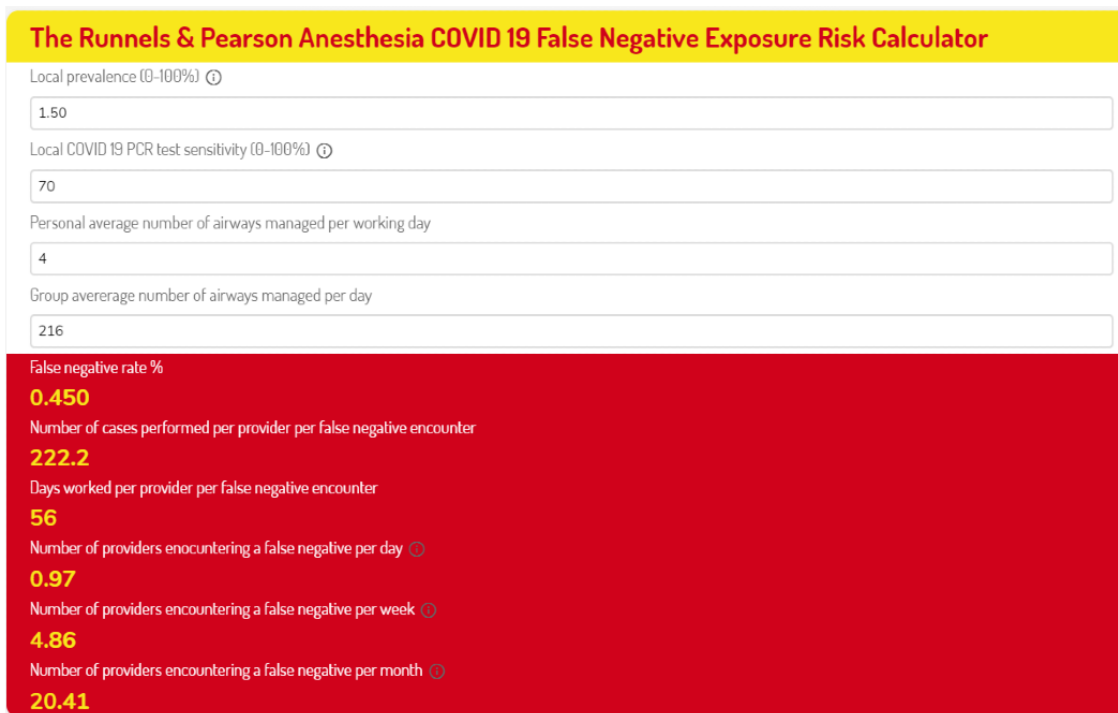 The Runnels & Pearson Anesthesia COVID 19 False Negative Exposure Risk Calculator
Local prevalence (0-100%)
1.50
Local COVID 19 PCR test sensitivity (0-100%)
70
Personal average number of airways managed per working day
4
Group avererage number of airways managed per day
216
False negative rate %
0.450
Number of cases performed per provider per false negative encounter
222.2
Days worked per provider per false negative encounter
56
Number of providers enocuntering a false negative per day
0.97
Number of providers encountering a false negative per week
4.86
Number of providers encountering a false negative per month
20.41